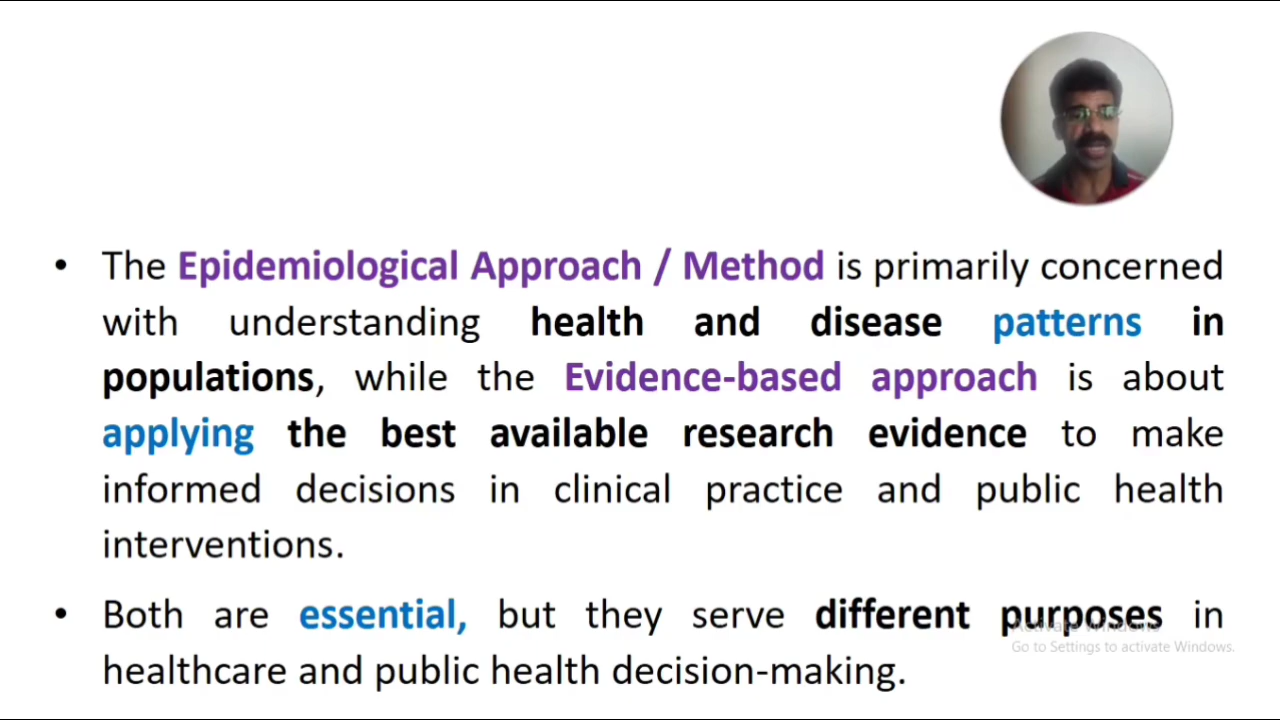 • The Epidemiological Approach / Method is primarily concerned
with understanding health and disease patterns in
populations, while the Evidence-based approach is about
applying the best available research evidence to make
informed decisions in clinical practice and public health
interventions.
• Both are essential, but they serve different purposes in
Activate Windows
Go to Settings to activate Windows.
healthcare and public health decision-making.